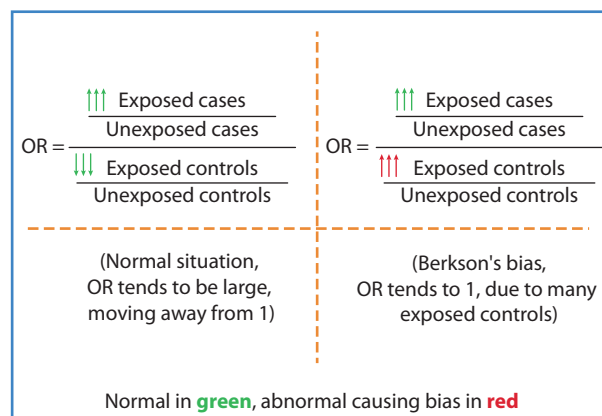 OR =
↑↑↑ Exposed cases
Unexposed cases
↓↓↓ Exposed controls
Unexposed controls
(Normal situation,
OR tends to be large,
moving away from 1)
OR =
↑↑↑ Exposed cases
Unexposed cases
↑↑↑ Exposed controls
Unexposed controls
(Berkson's bias,
OR tends to 1, due to many
exposed controls)
Normal in green, abnormal causing bias in red